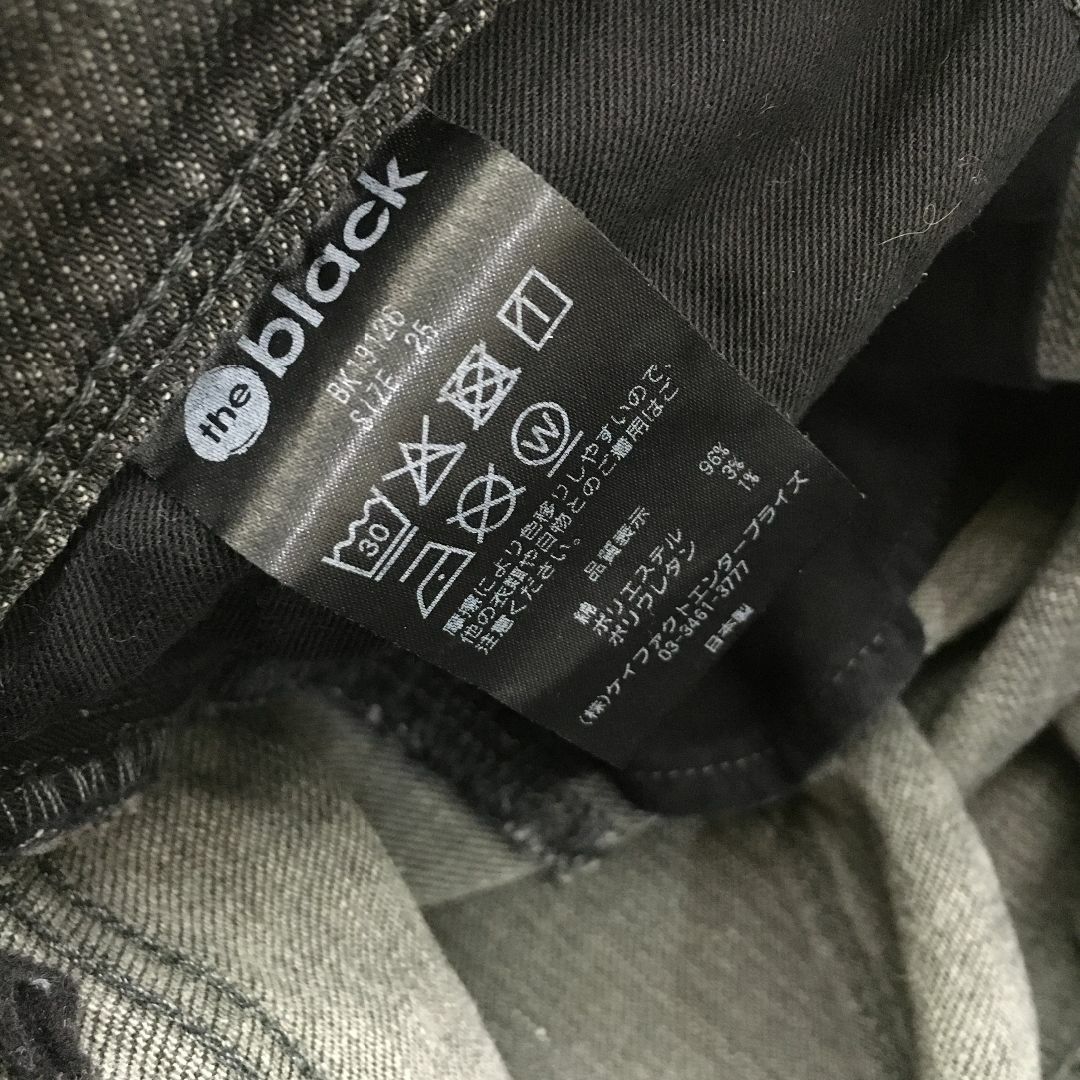 the black
BK19126
SIZE 25
30
W
摩擦により色移りしやすいので、
他の衣類や白物とのご着用はご
注意ください。
品質表示
綿 96%
ポリエステル 3%
ポリウレタン 1%
(株)ケイファクトエンタープライズ
03-3461-3777
日本製